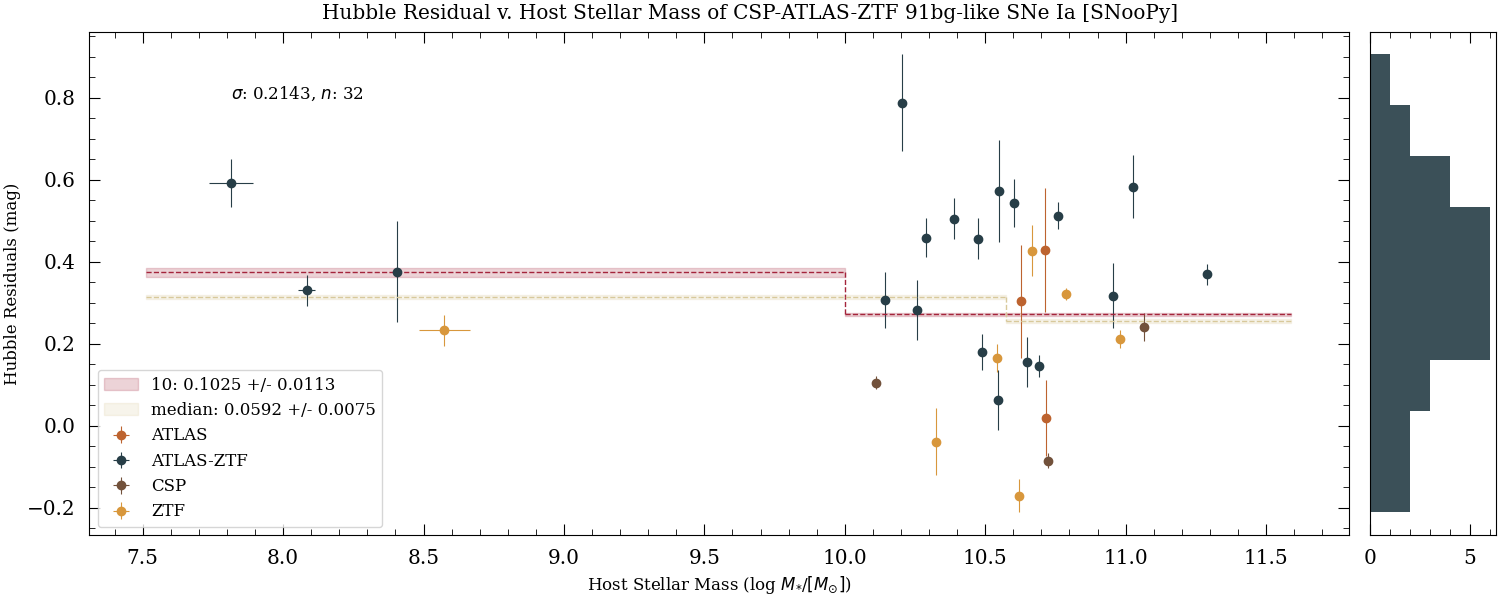 Hubble Residual v. Host Stellar Mass of CSP-ATLAS-ZTF 91bg-like SNe Ia [SNooPy]
σ: 0.2143, n: 32
Hubble Residuals (mag)
0.8
0.6
0.4
0.2
0.0
−0.2
10: 0.1025 +/- 0.0113
median: 0.0592 +/- 0.0075
ATLAS
ATLAS-ZTF
CSP
ZTF
7.5 8.0 8.5 9.0 9.5 10.0 10.5 11.0 11.5
0 5
Host Stellar Mass (log M*/[M⊙])